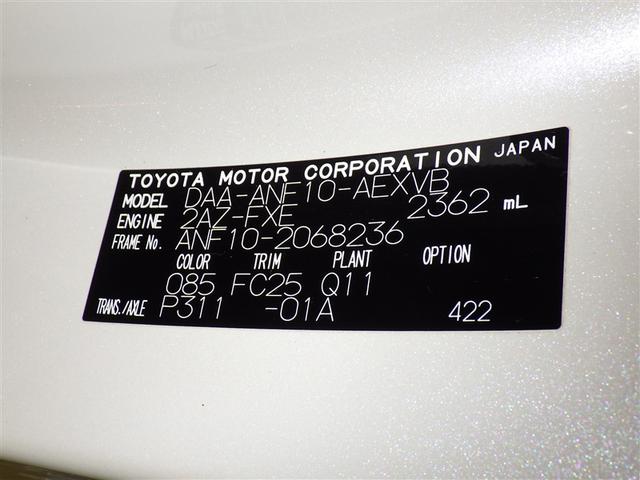 TOYOTA MOTOR CORPORATION JAPAN
MODEL DAA-ANF10-AEXVB
ENGINE 2AZ-FXE 2362 mL
FRAME No. ANF10-2068236
COLOR TRIM PLANT OPTION
085 FC25 Q11
TRANS./AXLE P311 -01A 422